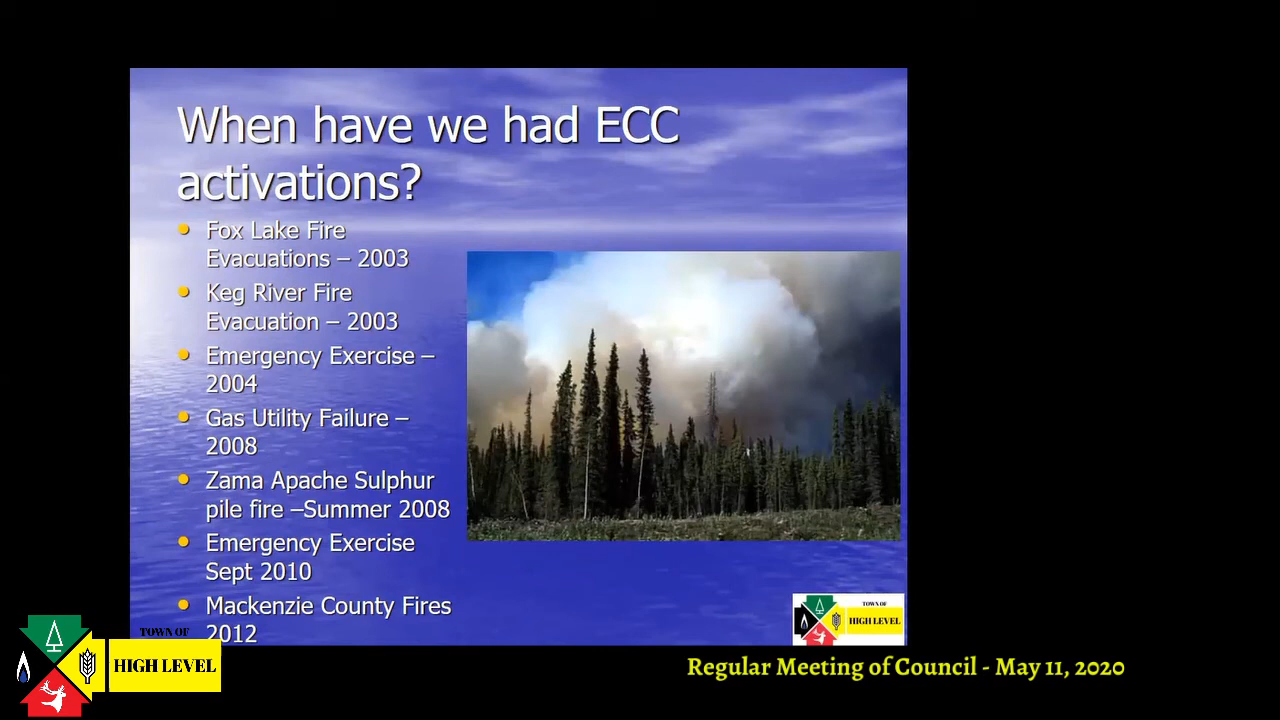 When have we had ECC
activations?
Fox Lake Fire
Evacuations – 2003
Keg River Fire
Evacuation – 2003
Emergency Exercise –
2004
Gas Utility Failure –
2008
Zama Apache Sulphur
pile fire –Summer 2008
Emergency Exercise
Sept 2010
Mackenzie County Fires
2012
TOWN OF
HIGH LEVEL
TOWN OF
HIGH LEVEL
Regular Meeting of Council - May 11, 2020